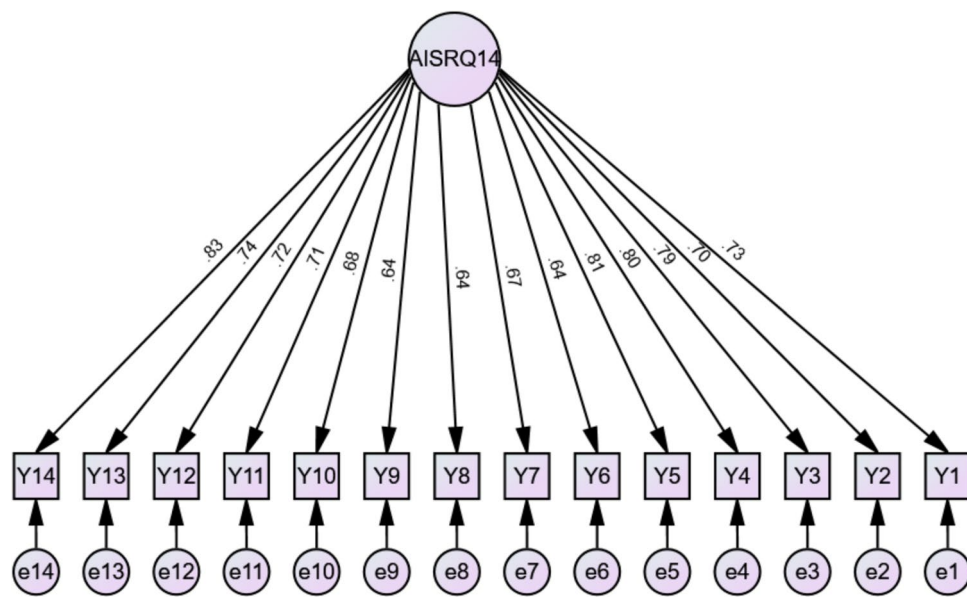 AISRQ14
.83 .74 .72 .71 .68 .64 .64 .67 .64 .81 .80 .79 .70 .73
Y14 Y13 Y12 Y11 Y10 Y9 Y8 Y7 Y6 Y5 Y4 Y3 Y2 Y1
e14 e13 e12 e11 e10 e9 e8 e7 e6 e5 e4 e3 e2 e1